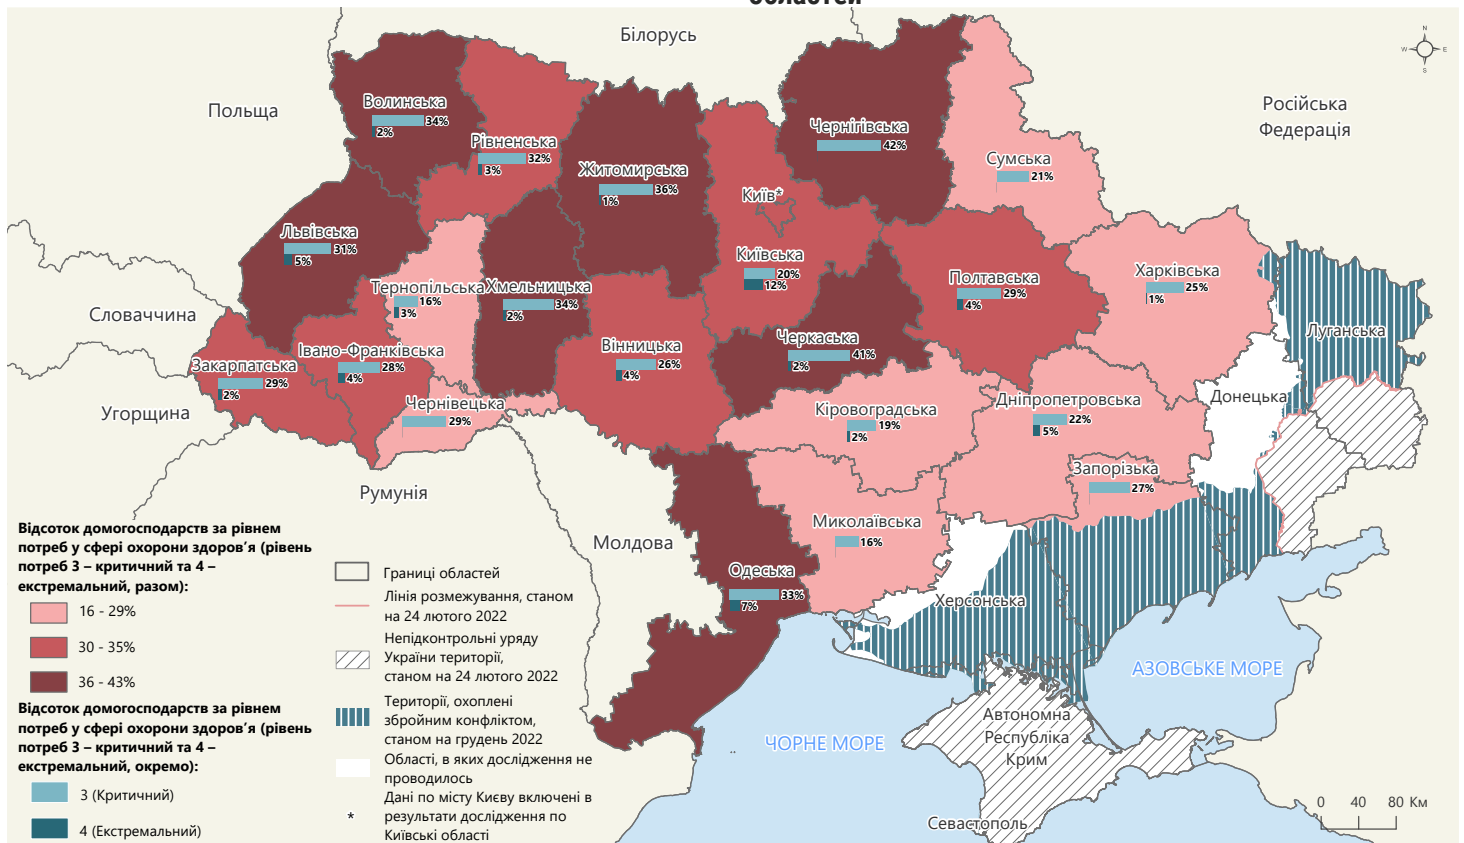 областей
Білорусь
Польща
Російська
Федерація
N
W
E
S
Волинська
34%
2%
Рівненська
32%
3%
Житомирська
36%
1%
Чернігівська
42%
Сумська
21%
Київ*
Київська
20%
12%
Львівська
31%
5%
Тернопільська
16%
3%
Хмельницька
34%
2%
Полтавська
29%
4%
Харківська
25%
1%
Луганська
Словаччина
Закарпатська
29%
2%
Івано-Франківська
28%
4%
Вінницька
26%
4%
Черкаська
41%
2%
Угорщина
Чернівецька
29%
Кіровоградська
19%
2%
Дніпропетровська
22%
5%
Донецька
Запорізька
27%
Румунія
Молдова
Миколаївська
16%
Одеська
33%
7%
Херсонська
АЗОВСЬКЕ МОРЕ
ЧОРНЕ МОРЕ
Автономна
Республіка
Крим
Севастополь
0 40 80 Км
Відсоток домогосподарств за рівнем
потреб у сфері охорони здоров’я (рівень
потреб 3 – критичний та 4 –
екстремальний, разом):
16 - 29%
30 - 35%
36 - 43%
Відсоток домогосподарств за рівнем
потреб у сфері охорони здоров’я (рівень
потреб 3 – критичний та 4 –
екстремальний, окремо):
3 (Критичний)
4 (Екстремальний)
Границі областей
Лінія розмежування, станом
на 24 лютого 2022
Непідконтрольні уряду
України території,
станом на 24 лютого 2022
Території, охоплені
збройним конфліктом,
станом на грудень 2022
Області, в яких дослідження не
проводилось
Дані по місту Києву включені в
* результати дослідження по
Київські області